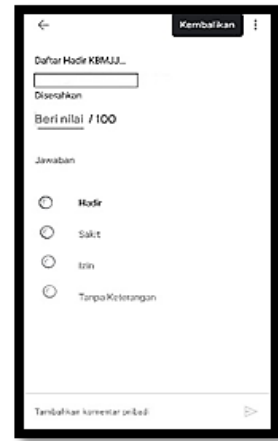 Kembalikan
Daftar Hadir KBMJJ...
Diserahkan
Beri nilai / 100
Jawaban
Hadir
Sakit
Izin
Tanpa Keterangan
Tambahkan komentar pribadi